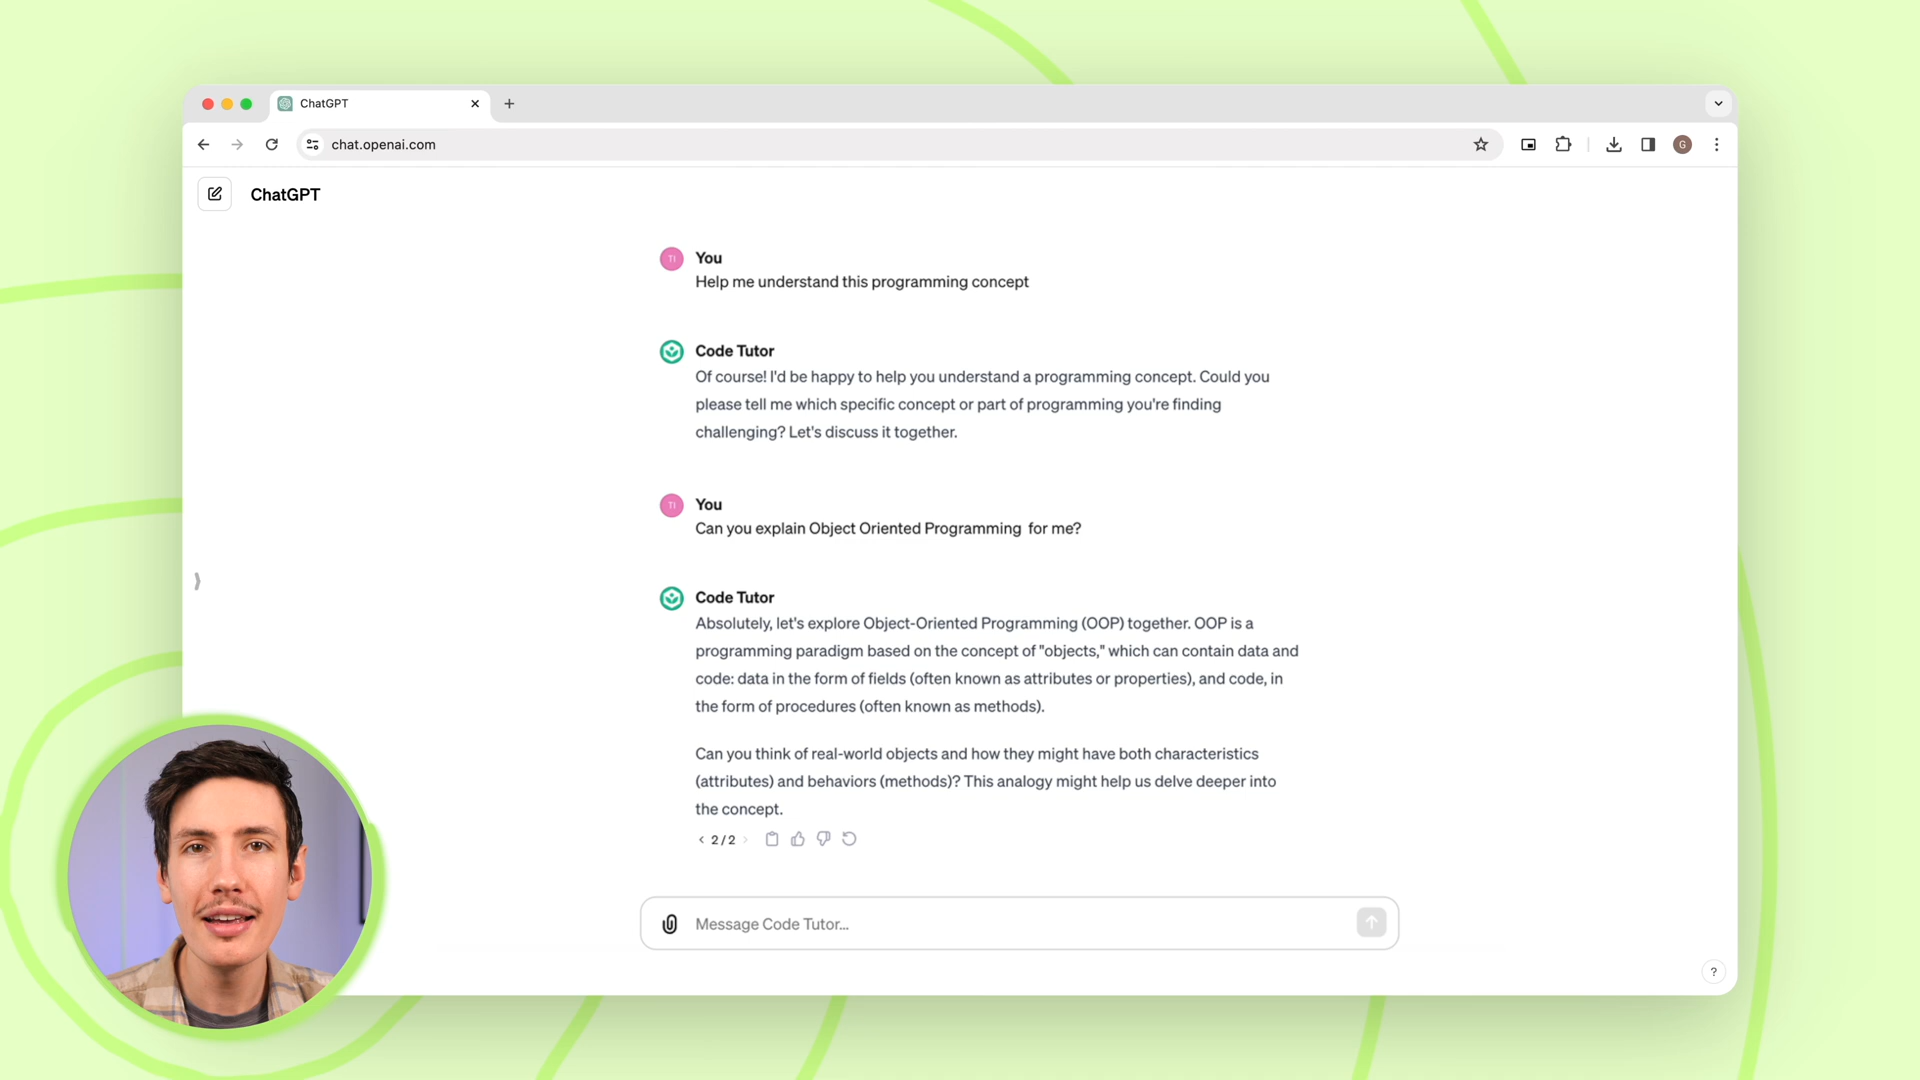 ChatGPT
chat.openai.com
G
ChatGPT
TI
You
Help me understand this programming concept
Code Tutor
Of course! I'd be happy to help you understand a programming concept. Could you
please tell me which specific concept or part of programming you're finding
challenging? Let's discuss it together.
TI
You
Can you explain Object Oriented Programming for me?
Code Tutor
Absolutely, let's explore Object-Oriented Programming (OOP) together. OOP is a
programming paradigm based on the concept of "objects," which can contain data and
code: data in the form of fields (often known as attributes or properties), and code, in
the form of procedures (often known as methods).
Can you think of real-world objects and how they might have both characteristics
(attributes) and behaviors (methods)? This analogy might help us delve deeper into
the concept.
< 2 / 2 >
Message Code Tutor...
?